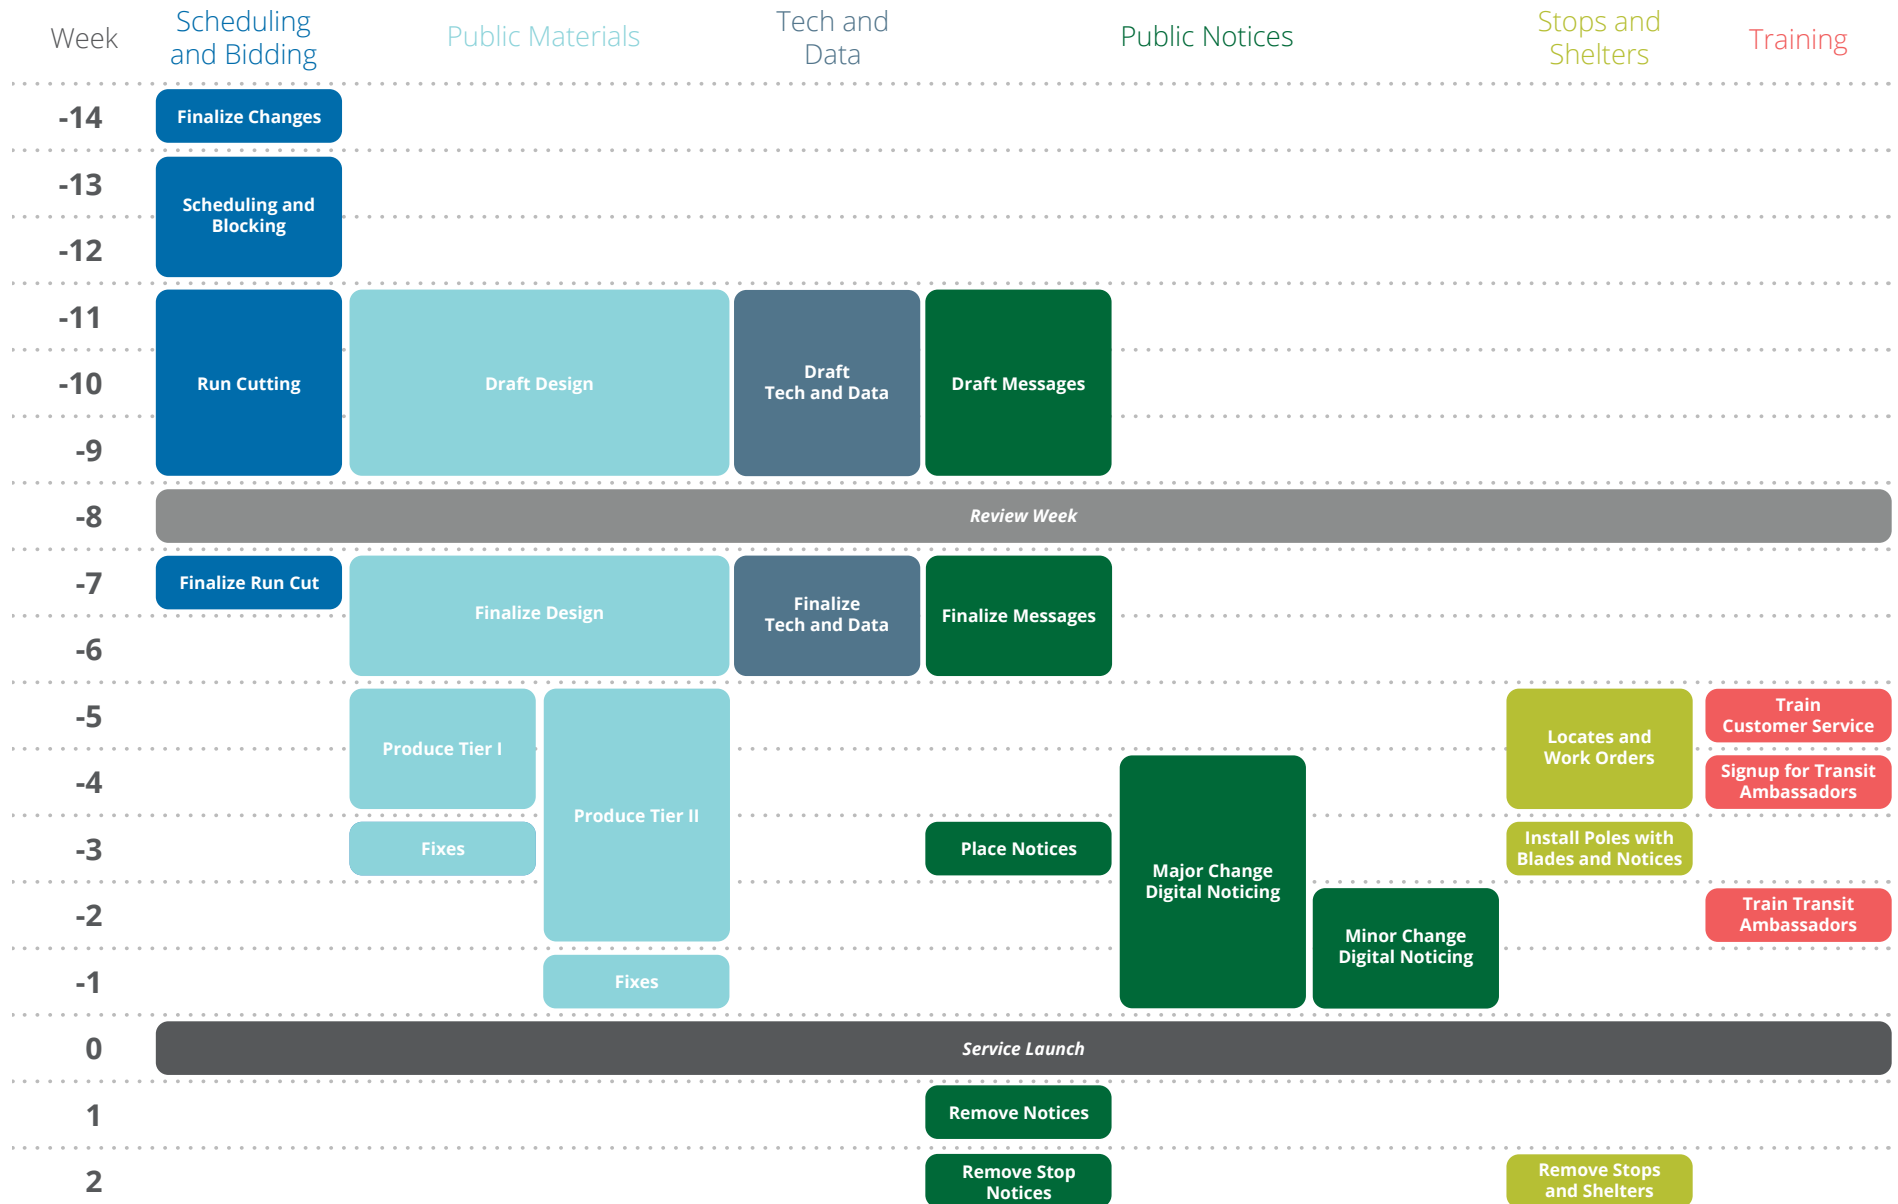 Week
Scheduling
and Bidding
Public Materials
Tech and
Data
Public Notices
Stops and
Shelters
Training
-14
Finalize Changes
-13
Scheduling and
Blocking
-12
-11
-10
Run Cutting
Draft Design
Draft
Tech and Data
Draft Messages
-9
-8
Review Week
-7
Finalize Run Cut
Finalize Design
Finalize
Tech and Data
Finalize Messages
-6
-5
Train
Customer Service
Produce Tier I
Locates and
Work Orders
-4
Signup for Transit
Ambassadors
Produce Tier II
-3
Fixes
Place Notices
Install Poles with
Blades and Notices
Major Change
Digital Noticing
-2
Train Transit
Ambassadors
Minor Change
Digital Noticing
-1
Fixes
0
Service Launch
1
Remove Notices
2
Remove Stop
Notices
Remove Stops
and Shelters